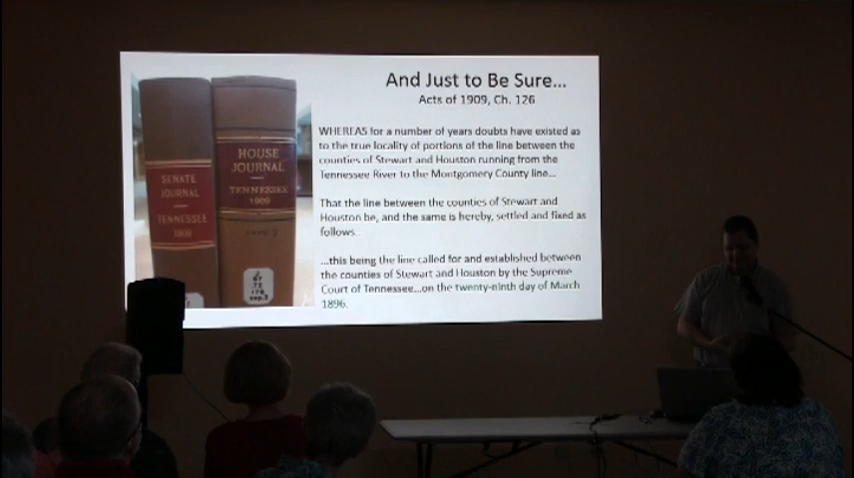 And Just to Be Sure...
Acts of 1909, Ch. 126
WHEREAS for a number of years doubts have existed as
to the true locality of portions of the line between the
counties of Stewart and Houston running from the
Tennessee River to the Montgomery County line...
That the line between the counties of Stewart and
Houston be, and the same is hereby, settled and fixed as
follows...
...this being the line called for and established between
the counties of Stewart and Houston by the Supreme
Court of Tennessee...on the twenty-ninth day of March
1896.
SENATE
JOURNAL
TENNESSEE
1909
HOUSE
JOURNAL
TENNESSEE
1909